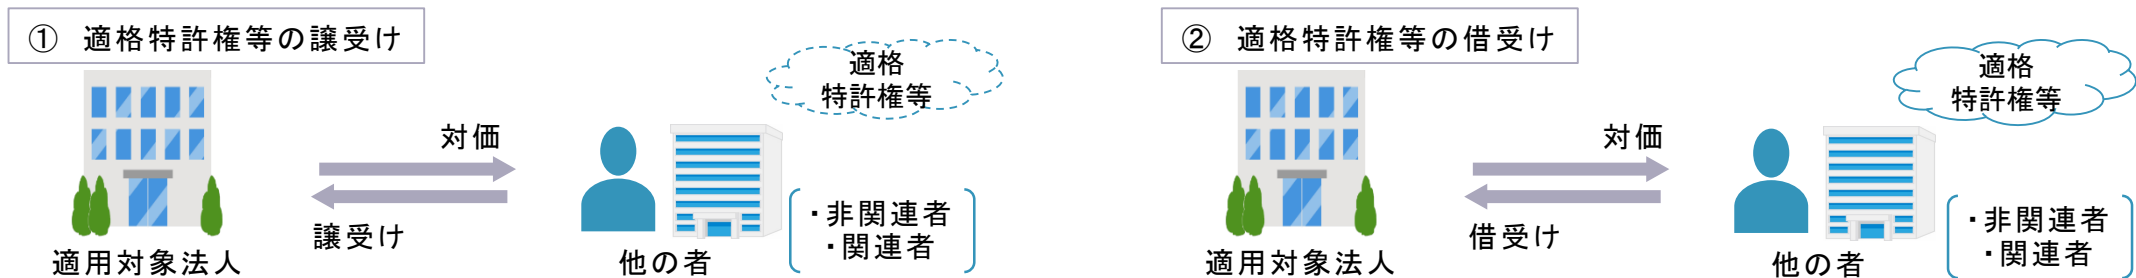 ① 適格特許権等の譲受け
適格
特許権等
対価
譲受け
・非関連者
・関連者
適用対象法人
他の者
② 適格特許権等の借受け
適格
特許権等
対価
借受け
・非関連者
・関連者
適用対象法人
他の者